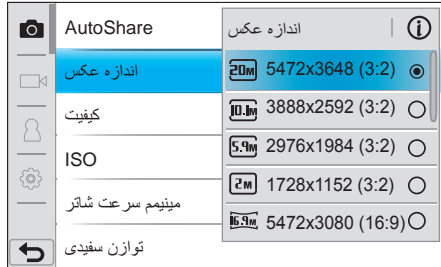 AutoShare
اندازه عکس
کیفیت
ISO
مینیمم سرعت شاتر
توازن سفیدی
اندازه عکس
20M 5472x3648 (3:2)
10.1M 3888x2592 (3:2)
5.9M 2976x1984 (3:2)
2M 1728x1152 (3:2)
16.9M 5472x3080 (16:9)